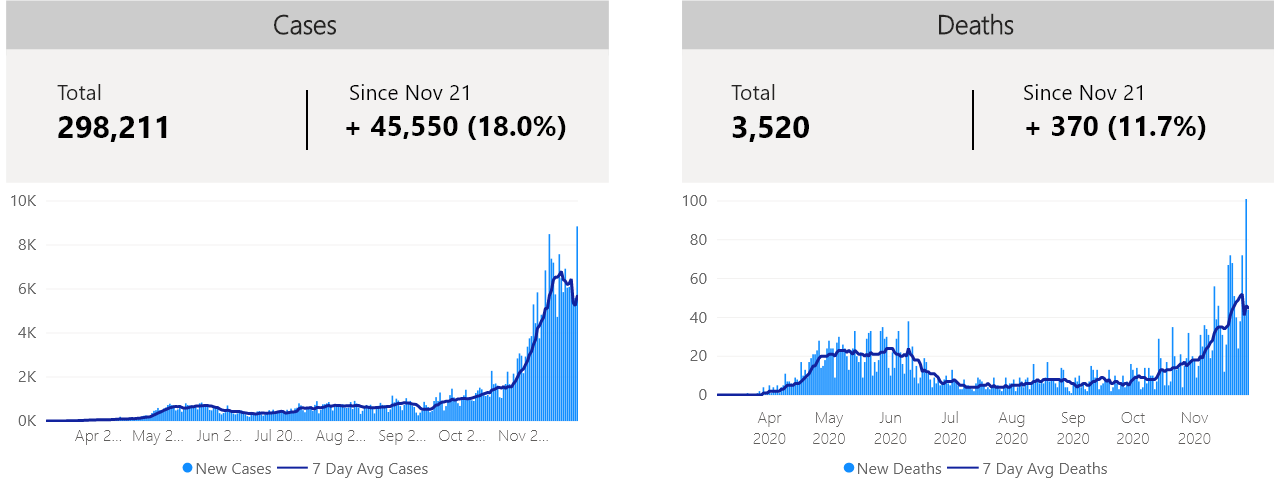 Cases
Total
298,211
Since Nov 21
+ 45,550 (18.0%)
10K
8K
6K
4K
2K
0K
Apr 2... May 2... Jun 2... Jul 20... Aug 2... Sep 2... Oct 2... Nov 2...
New Cases 7 Day Avg Cases
Deaths
Total
3,520
Since Nov 21
+ 370 (11.7%)
100
80
60
40
20
0
Apr May Jun Jul Aug Sep Oct Nov
2020 2020 2020 2020 2020 2020 2020 2020
New Deaths 7 Day Avg Deaths